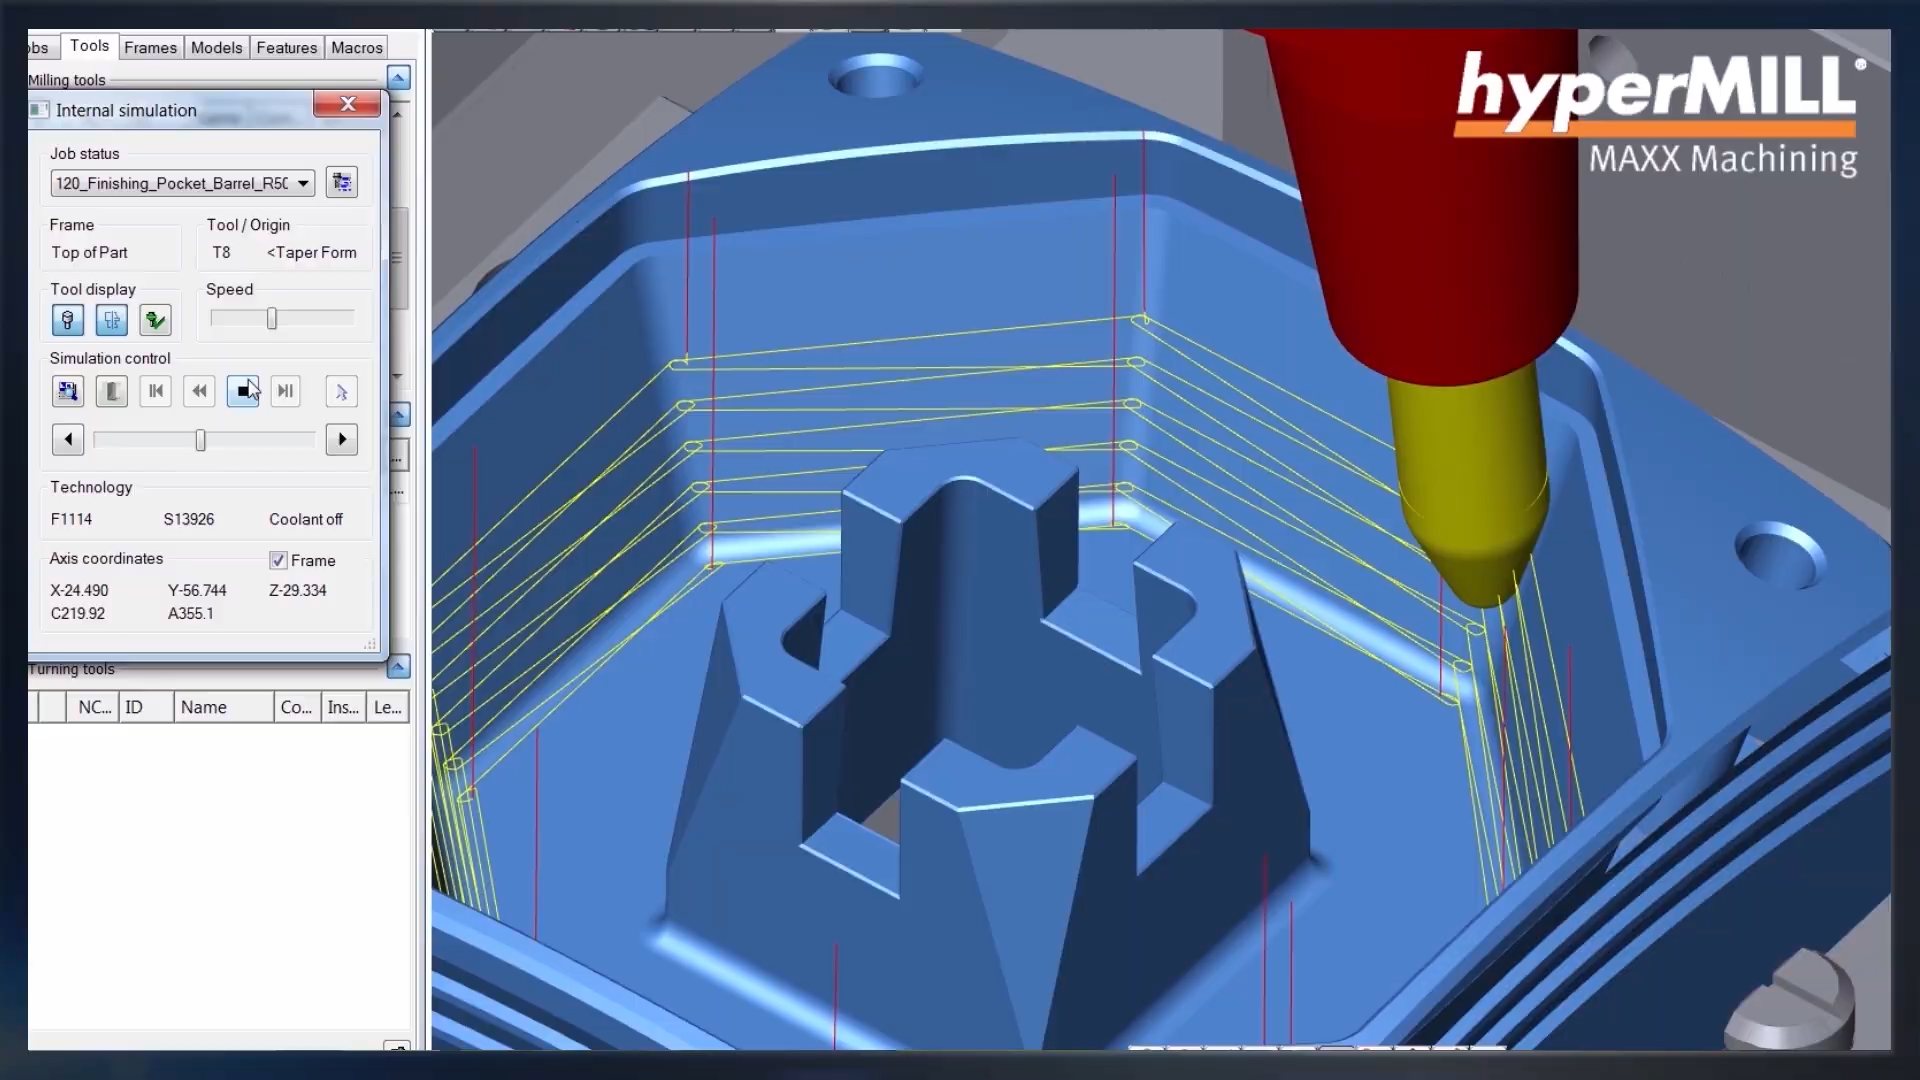 obs Tools Frames Models Features Macros
Milling tools
Internal simulation
Job status
120_Finishing_Pocket_Barrel_R50
Frame
Tool / Origin
Top of Part
T8 <Taper Form
Tool display
Speed
Simulation control
Technology
F1114 S13926 Coolant off
Axis coordinates
Frame
X-24.490 Y-56.744 Z-29.334
C219.92 A355.1
Turning tools
NC... ID Name Co... Ins... Le...
hyperMILL®
MAXX Machining